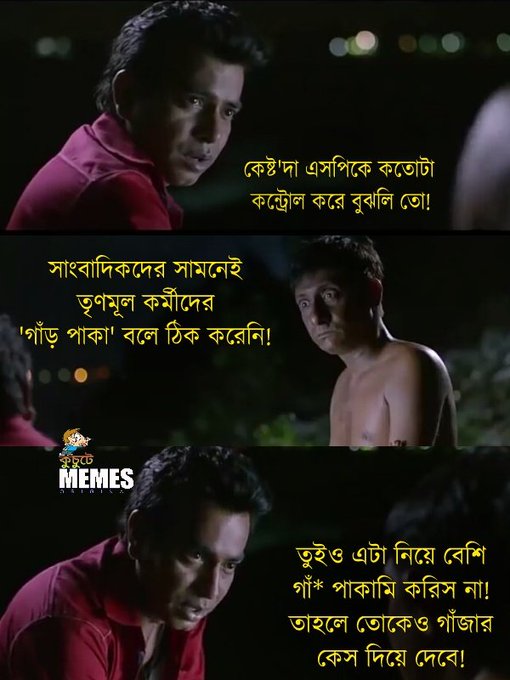 কেষ্ট'দা এসপিকে কতোটা
কন্ট্রোল করে বুঝলি তো!
সাংবাদিকদের সামনেই
তৃণমূল কর্মীদের
'গাঁড় পাকা' বলে ঠিক করেনি!
কুঁচুটে
MEMES
তুইও এটা নিয়ে বেশি
গাঁ* পাকামি করিস না!
তাহলে তোকেও গাঁজার
কেস দিয়ে দেবে!